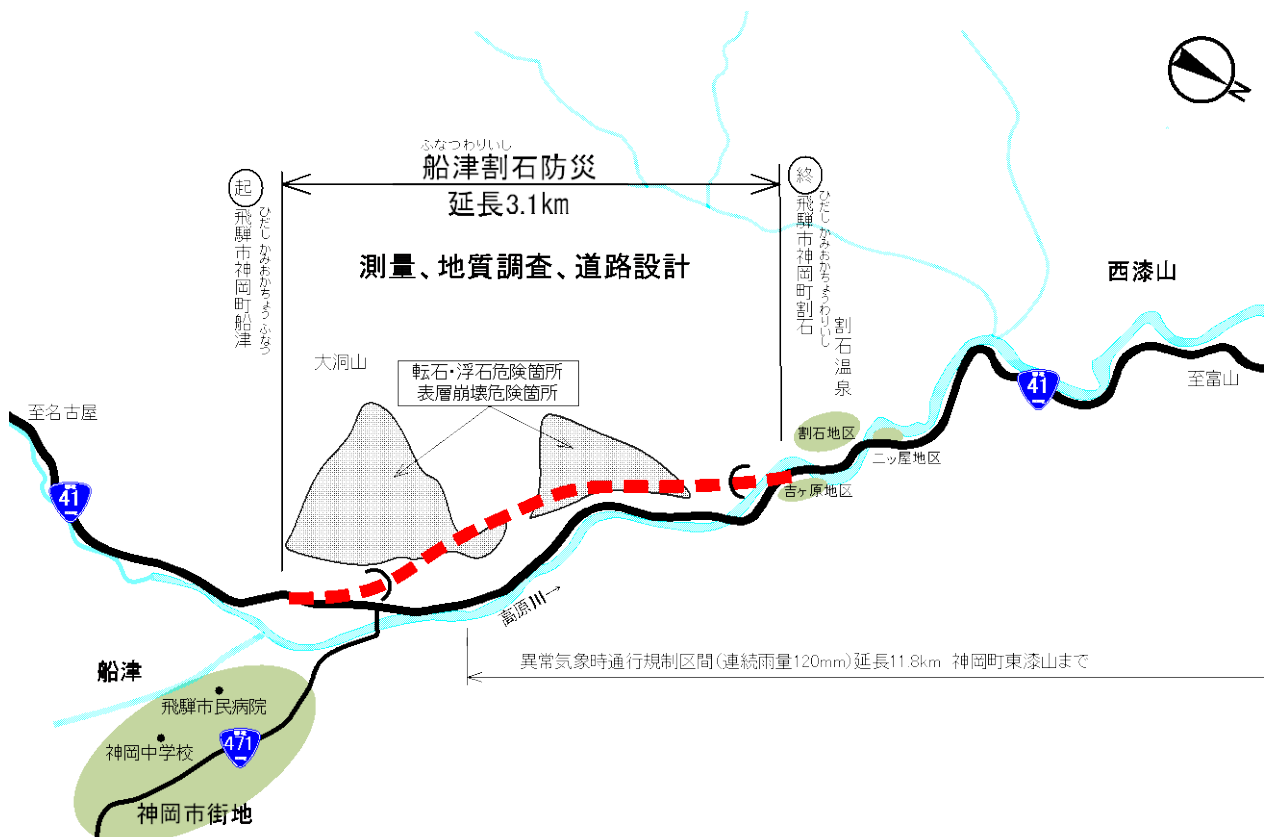 N
ふなつわりいし
船津割石防災
延長3.1km
起
飛騨市神岡町船津
ひだし かみおかちょう ふなつ
終
飛騨市神岡町割石
ひだし かみおかちょうわりいし
測量、地質調査、道路設計
西漆山
割石温泉
大洞山
転石・浮石危険箇所
表層崩壊危険箇所
41
至富山
至名古屋
割石地区
二ッ屋地区
41
吉ヶ原地区
高原川→
異常気象時通行規制区間(連続雨量120mm)延長11.8km 神岡町東漆山まで
船津
飛騨市民病院
神岡中学校
471
神岡市街地